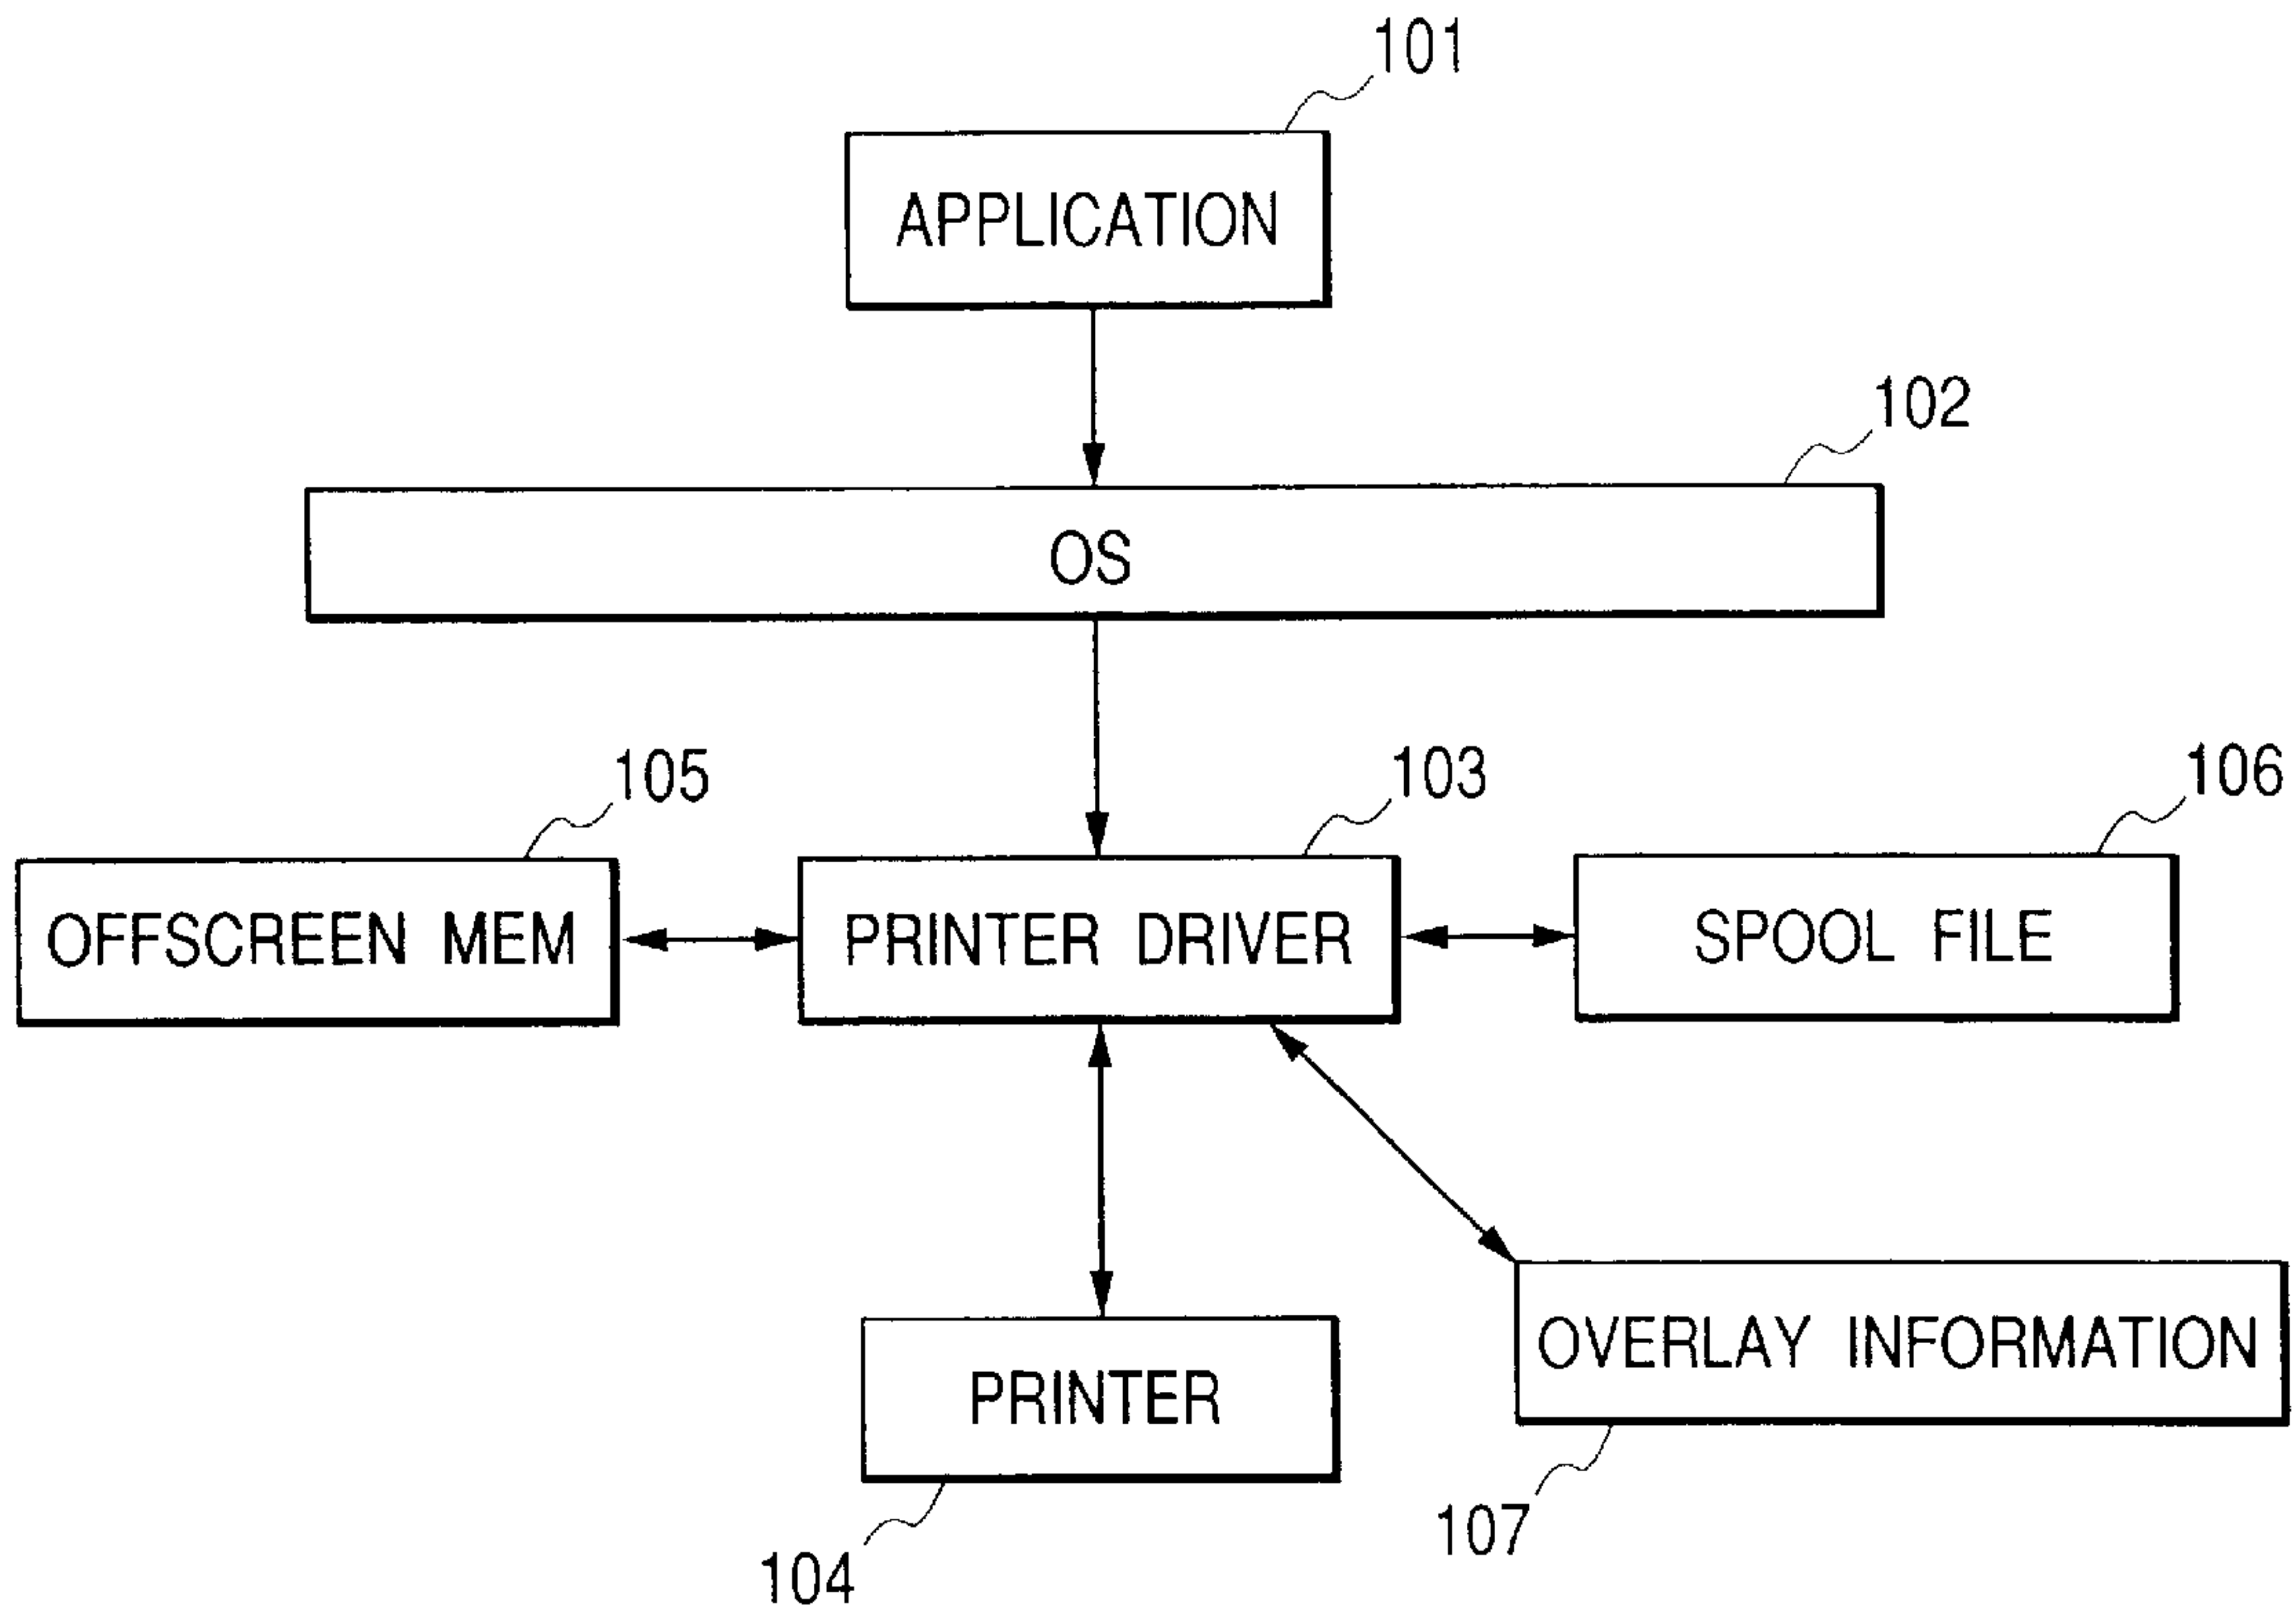 101
APPLICATION
102
OS
105
103
106
OFFSCREEN MEM
PRINTER DRIVER
SPOOL FILE
PRINTER
OVERLAY INFORMATION
104
107